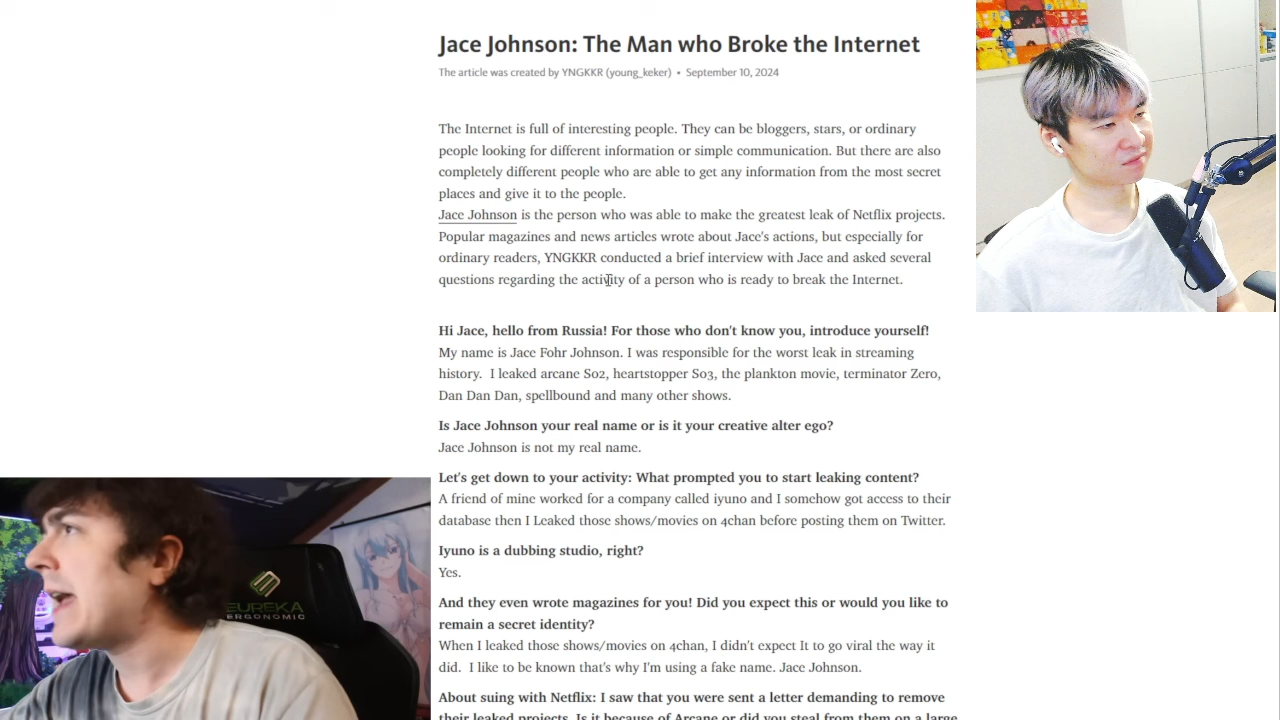 Jace Johnson: The Man who Broke the Internet
The article was created by YNGKKR (young_keker) • September 10, 2024
The Internet is full of interesting people. They can be bloggers, stars, or ordinary
people looking for different information or simple communication. But there are also
completely different people who are able to get any information from the most secret
places and give it to the people.
Jace Johnson is the person who was able to make the greatest leak of Netflix projects.
Popular magazines and news articles wrote about Jace's actions, but especially for
ordinary readers, YNGKKR conducted a brief interview with Jace and asked several
questions regarding the activity of a person who is ready to break the Internet.
Hi Jace, hello from Russia! For those who don't know you, introduce yourself!
My name is Jace Fohr Johnson. I was responsible for the worst leak in streaming
history.  I leaked arcane S02, heartstopper S03, the plankton movie, terminator Zero,
Dan Dan Dan, spellbound and many other shows.
Is Jace Johnson your real name or is it your creative alter ego?
Jace Johnson is not my real name.
Let's get down to your activity: What prompted you to start leaking content?
A friend of mine worked for a company called iyuno and I somehow got access to their
database then I Leaked those shows/movies on 4chan before posting them on Twitter.
Iyuno is a dubbing studio, right?
Yes.
And they even wrote magazines for you! Did you expect this or would you like to
remain a secret identity?
When I leaked those shows/movies on 4chan, I didn't expect It to go viral the way it
did.  I like to be known that's why I'm using a fake name. Jace Johnson.
About suing with Netflix: I saw that you were sent a letter demanding to remove
their leaked projects. Is it because of Arcane or did you steal from them on a large
EUREKA
ERGONOMIC